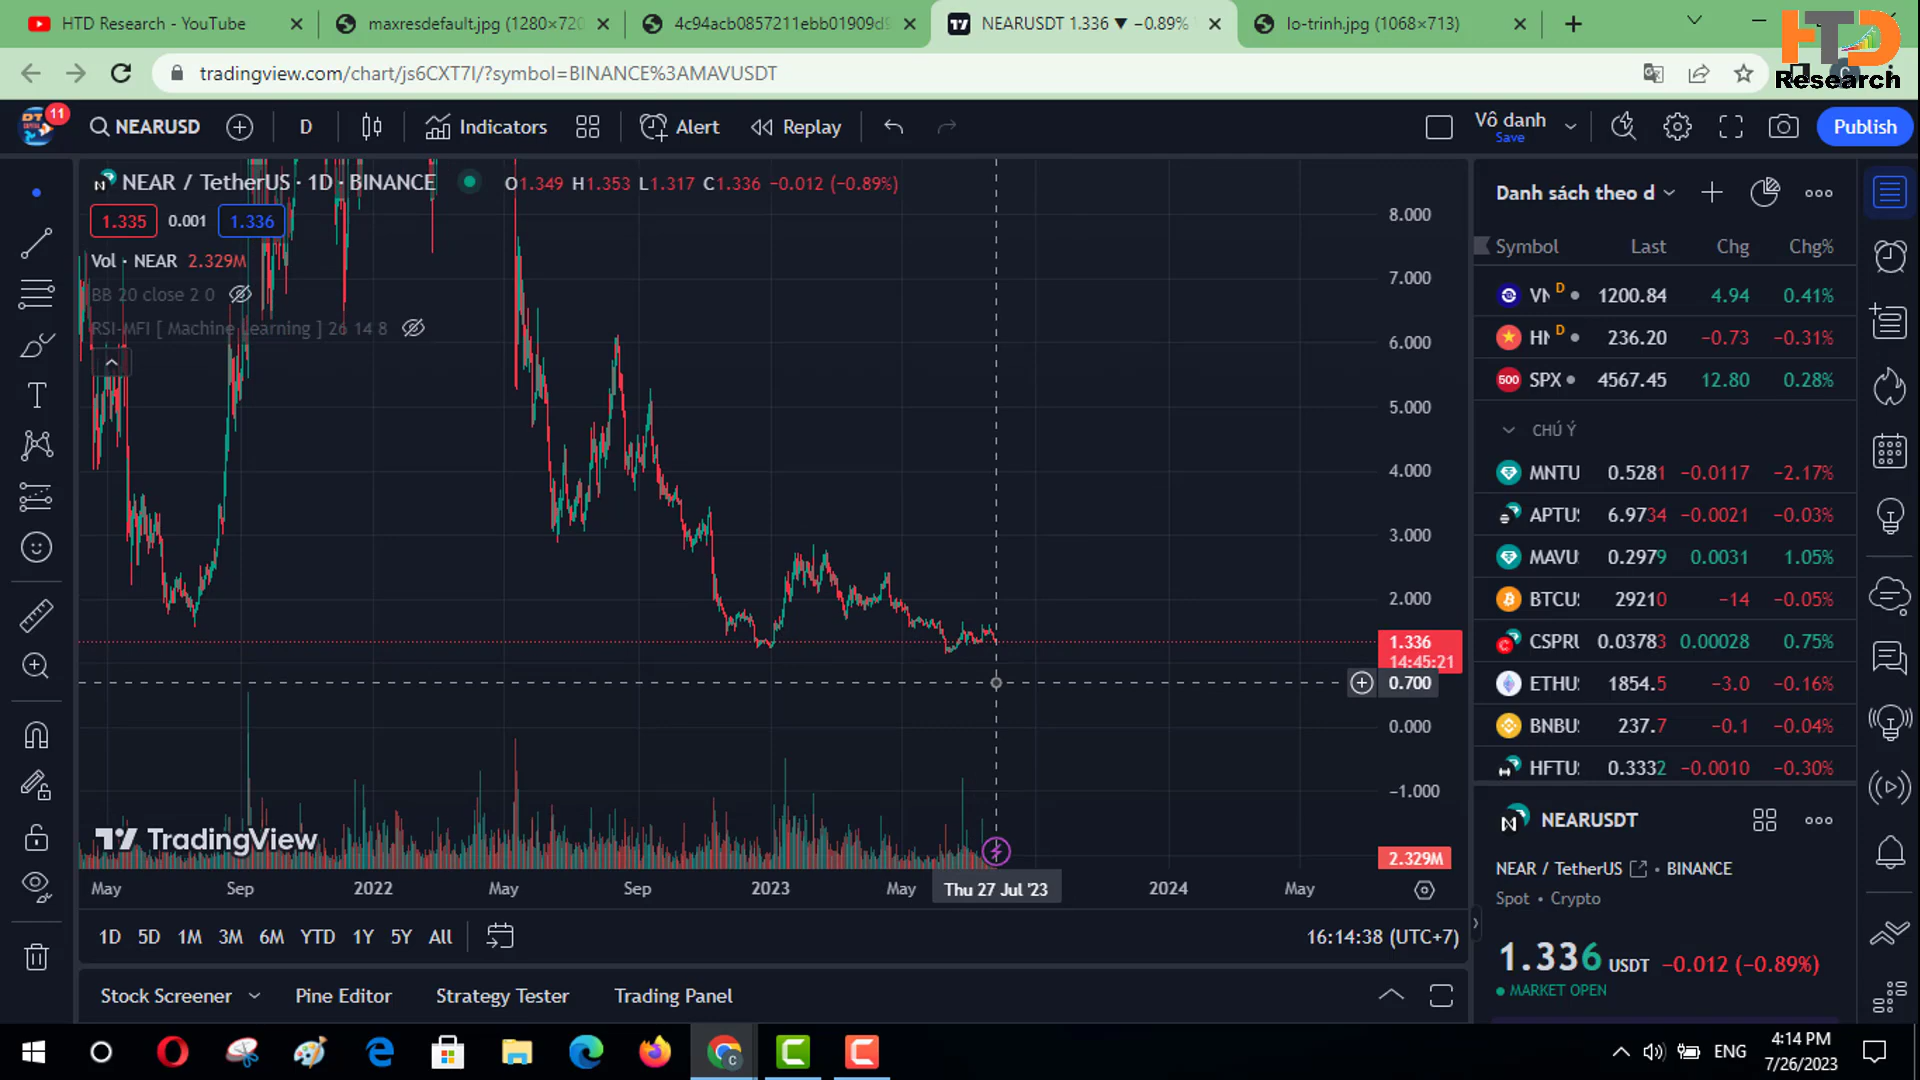 HTD Research - YouTube
maxresdefault.jpg (1280×720
4c94acb0857211ebb01909d9
NEARUSDT 1.336 ▼ −0.89%
lo-trinh.jpg (1068×713)
HTD
Research
tradingview.com/chart/js6CXT7I/?symbol=BINANCE%3AMAVUSDT
11
NEARUSD
D
Indicators
Alert
Replay
Vô danh
Save
Publish
NEAR / TetherUS · 1D · BINANCE
O1.349 H1.353 L1.317 C1.336 −0.012 (−0.89%)
1.335 0.001 1.336
Vol · NEAR 2.329M
BB 20 close 2 0
RSI-MFI [ Machine Learning ] 26 14 8
8.000
7.000
6.000
5.000
4.000
3.000
2.000
1.336
14:45:21
0.700
0.000
−1.000
2.329M
TradingView
May Sep 2022 May Sep 2023 May Thu 27 Jul '23 2024 May
1D 5D 1M 3M 6M YTD 1Y 5Y All
16:14:38 (UTC+7)
Stock Screener Pine Editor Strategy Tester Trading Panel
Danh sách theo d
Symbol Last Chg Chg%
VN D 1200.84 4.94 0.41%
HN D 236.20 −0.73 −0.31%
500 SPX 4567.45 12.80 0.28%
CHÚ Ý
MNTU 0.5281 −0.0117 −2.17%
APTU 6.9734 −0.0021 −0.03%
MAVU 0.2979 0.0031 1.05%
BTCU 29210 −14 −0.05%
CSPRU 0.03783 0.00028 0.75%
ETHU 1854.5 −3.0 −0.16%
BNBU 237.7 −0.1 −0.04%
HFTU 0.3332 −0.0010 −0.30%
NEARUSDT
NEAR / TetherUS · BINANCE
Spot · Crypto
1.336 USDT −0.012 (−0.89%)
MARKET OPEN
ENG
4:14 PM
7/26/2023